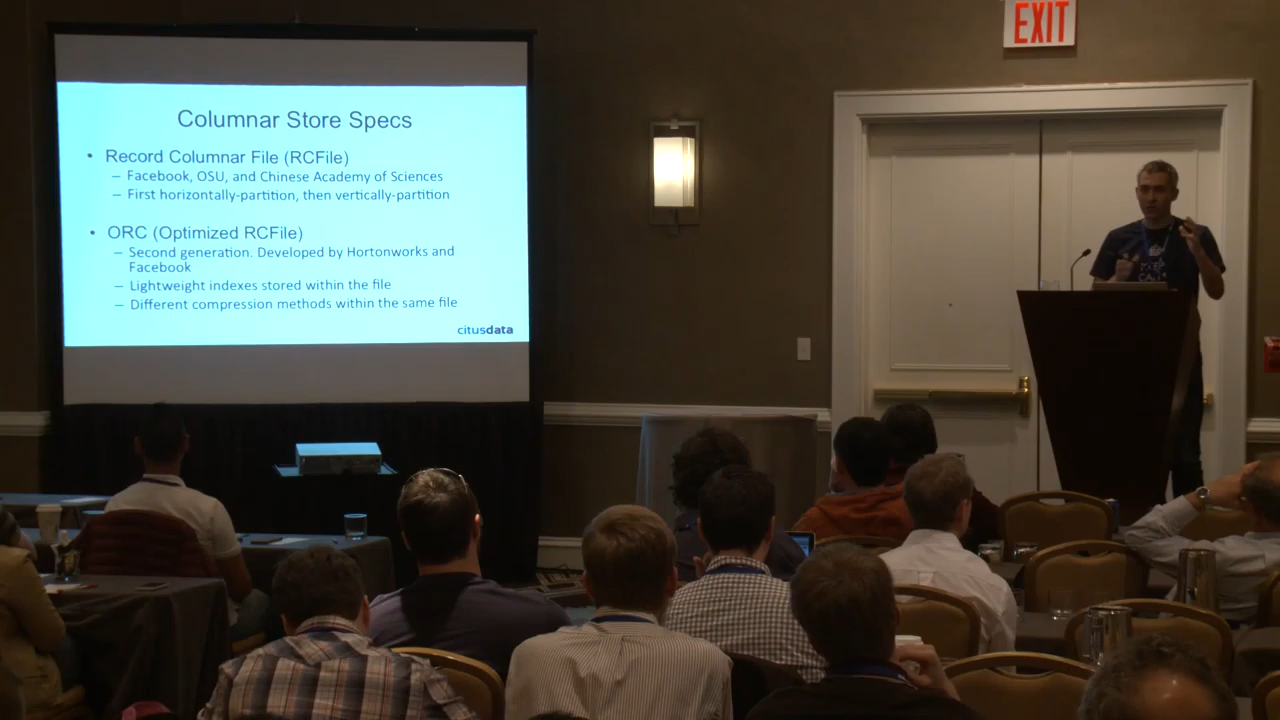 EXIT
Columnar Store Specs
• Record Columnar File (RCFile)
– Facebook, OSU, and Chinese Academy of Sciences
– First horizontally-partition, then vertically-partition
• ORC (Optimized RCFile)
– Second generation. Developed by Hortonworks and
Facebook
– Lightweight indexes stored within the file
– Different compression methods within the same file
citusdata